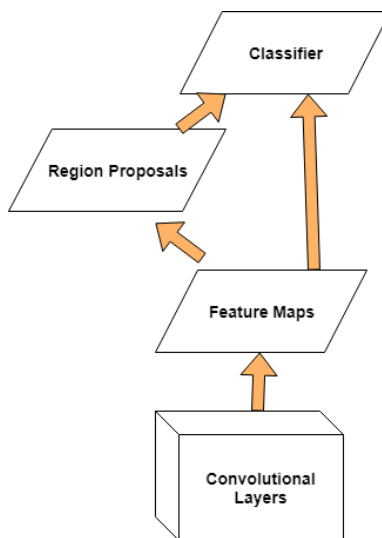 Classifier
Region Proposals
Feature Maps
Convolutional
Layers